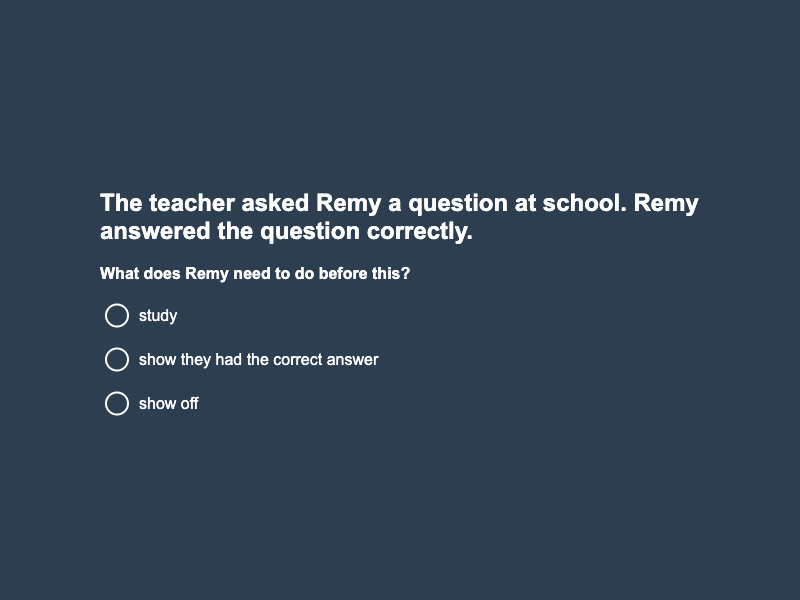 The teacher asked Remy a question at school. Remy
answered the question correctly.
What does Remy need to do before this?
study
show they had the correct answer
show off